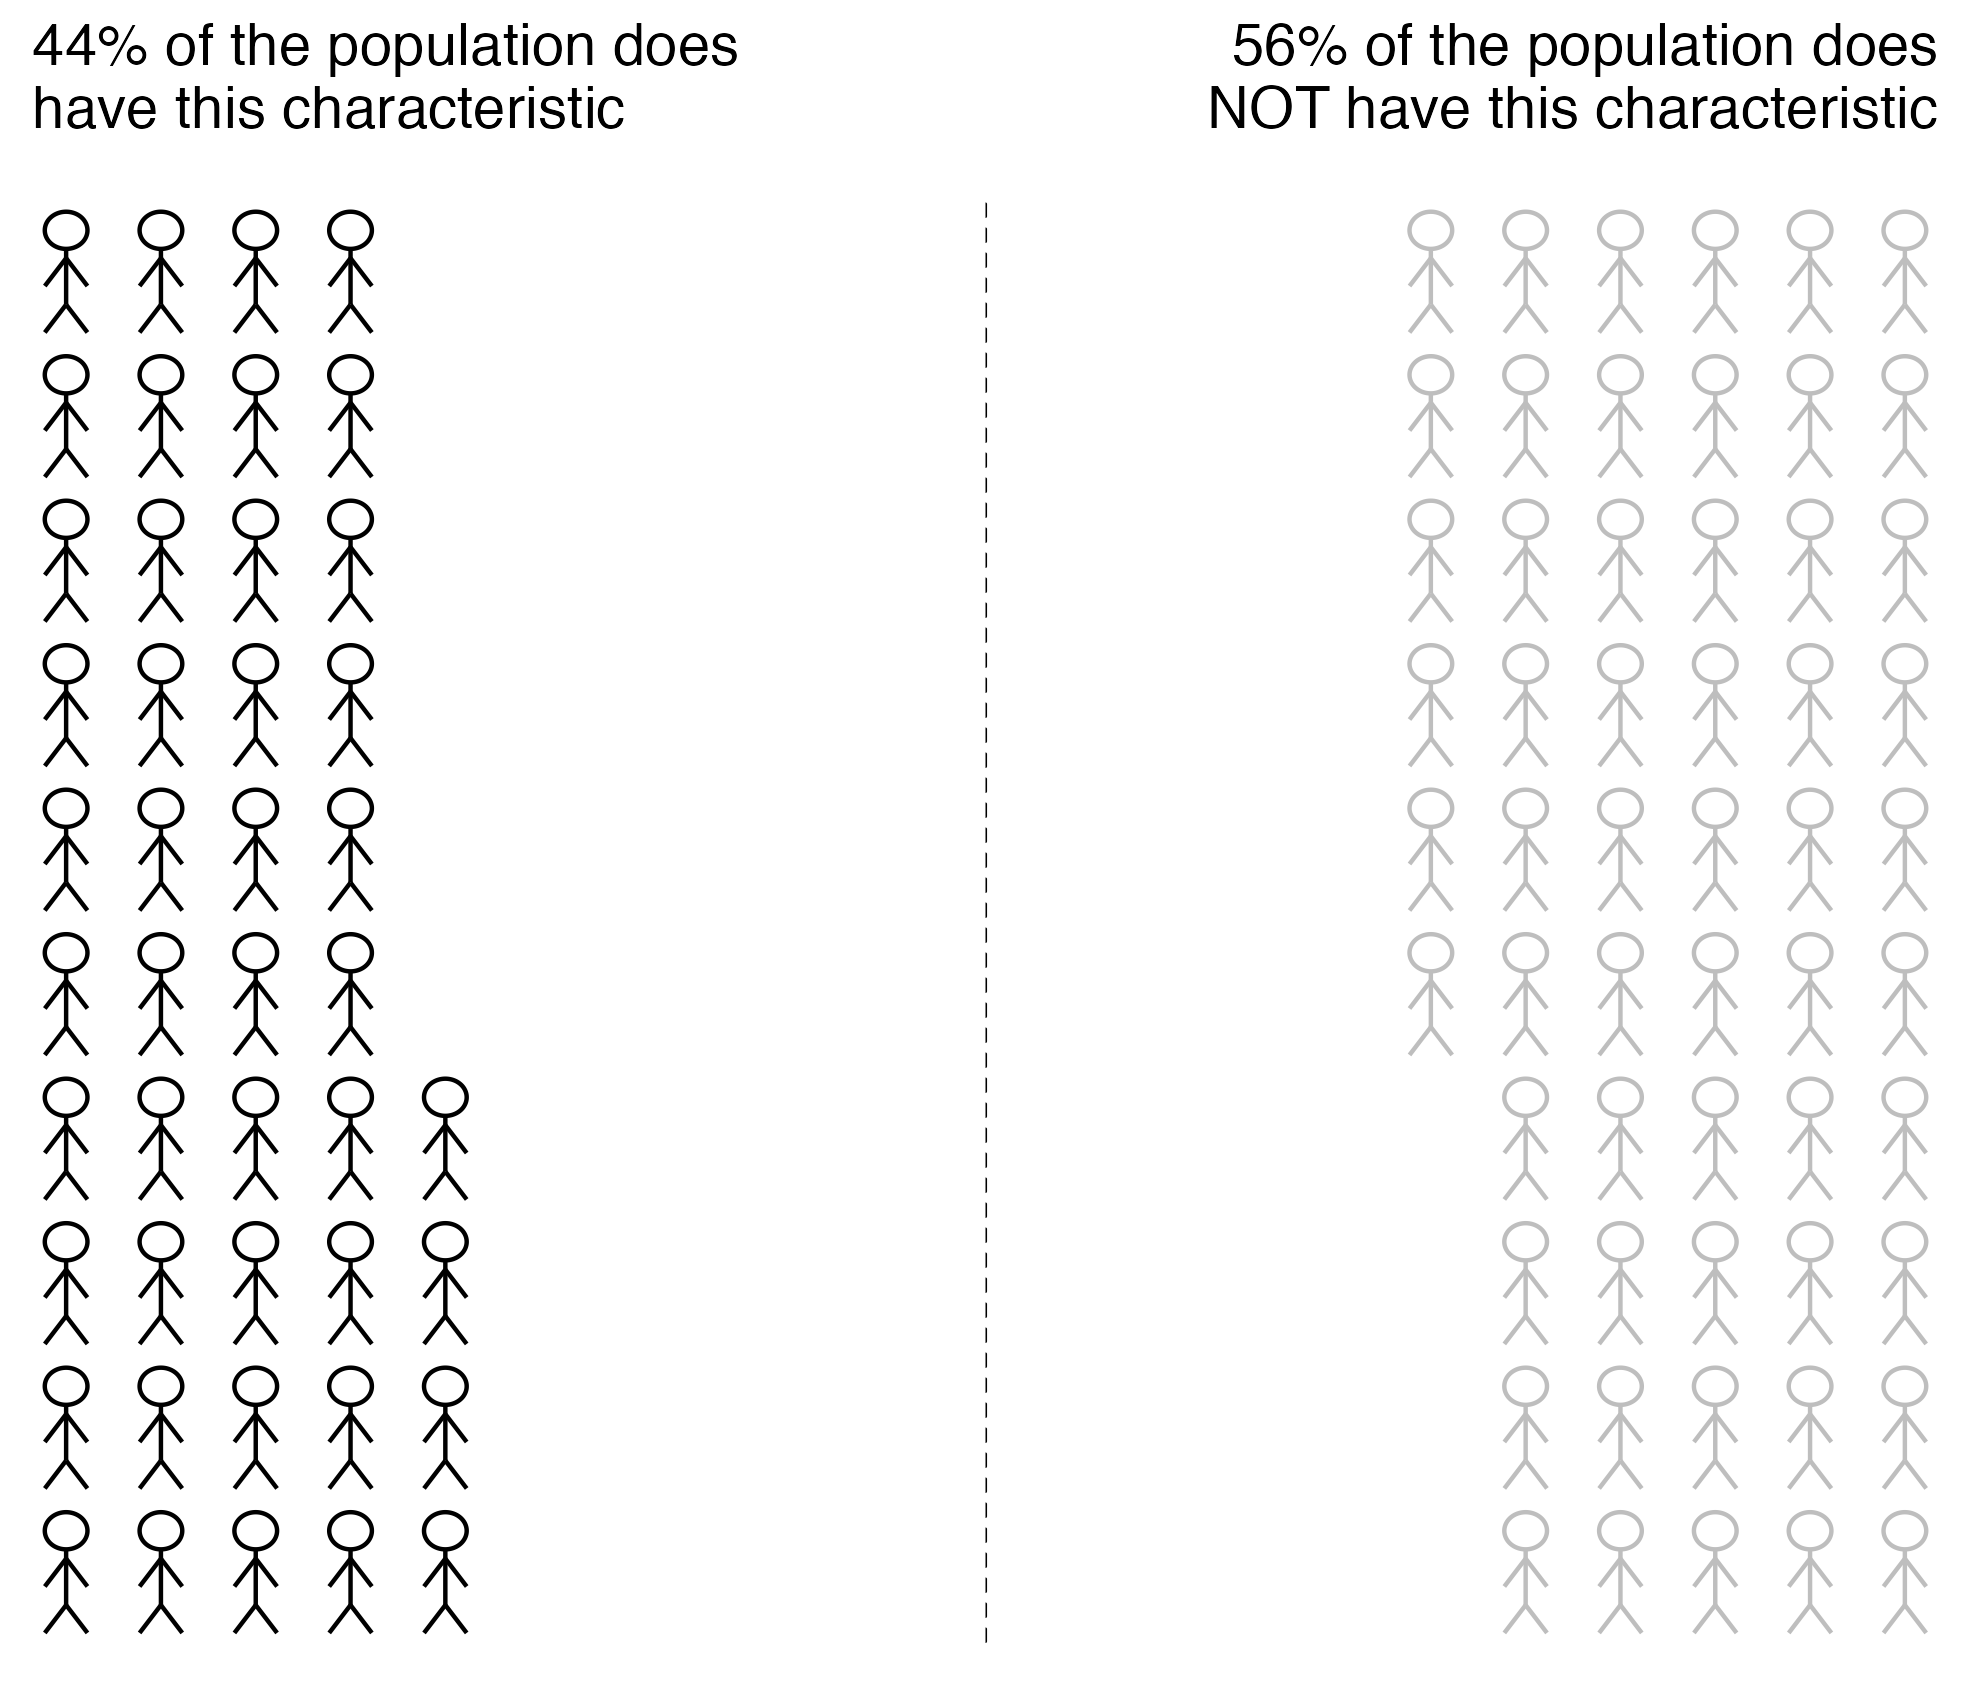 44% of the population does
have this characteristic
56% of the population does
NOT have this characteristic